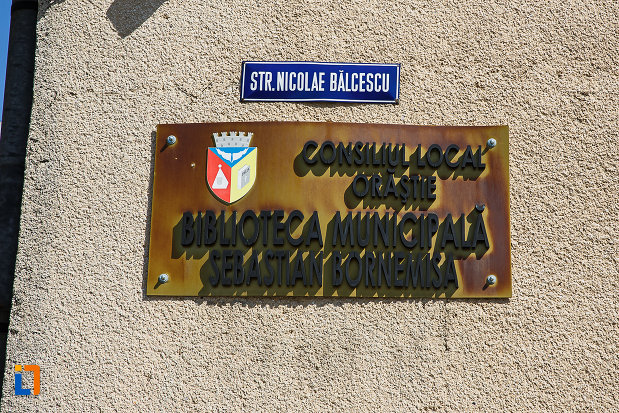 STR. NICOLAE BĂLCESCU
CONSILIUL LOCAL
ORĂȘTIE
BIBLIOTECA MUNICIPALĂ
SEBASTIAN BORNEMISA